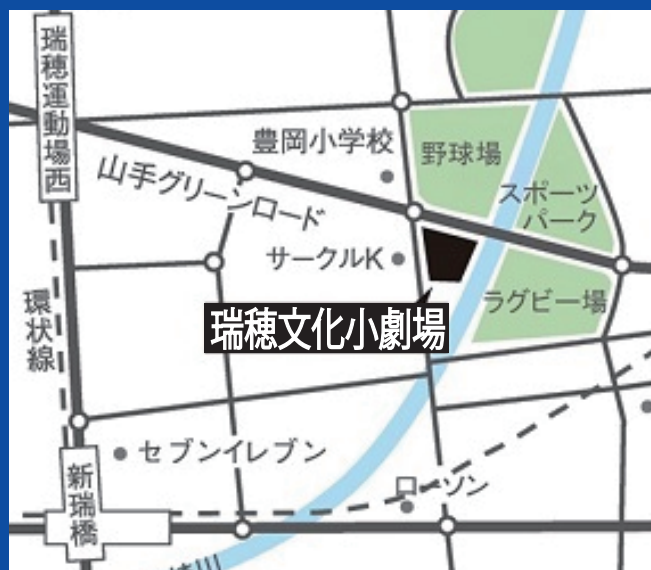 瑞穂運動場西
豊岡小学校
野球場
山手グリーンロード
スポーツ
パーク
サークルK
環状線
ラグビー場
瑞穂文化小劇場
セブンイレブン
新瑞橋
ローソン